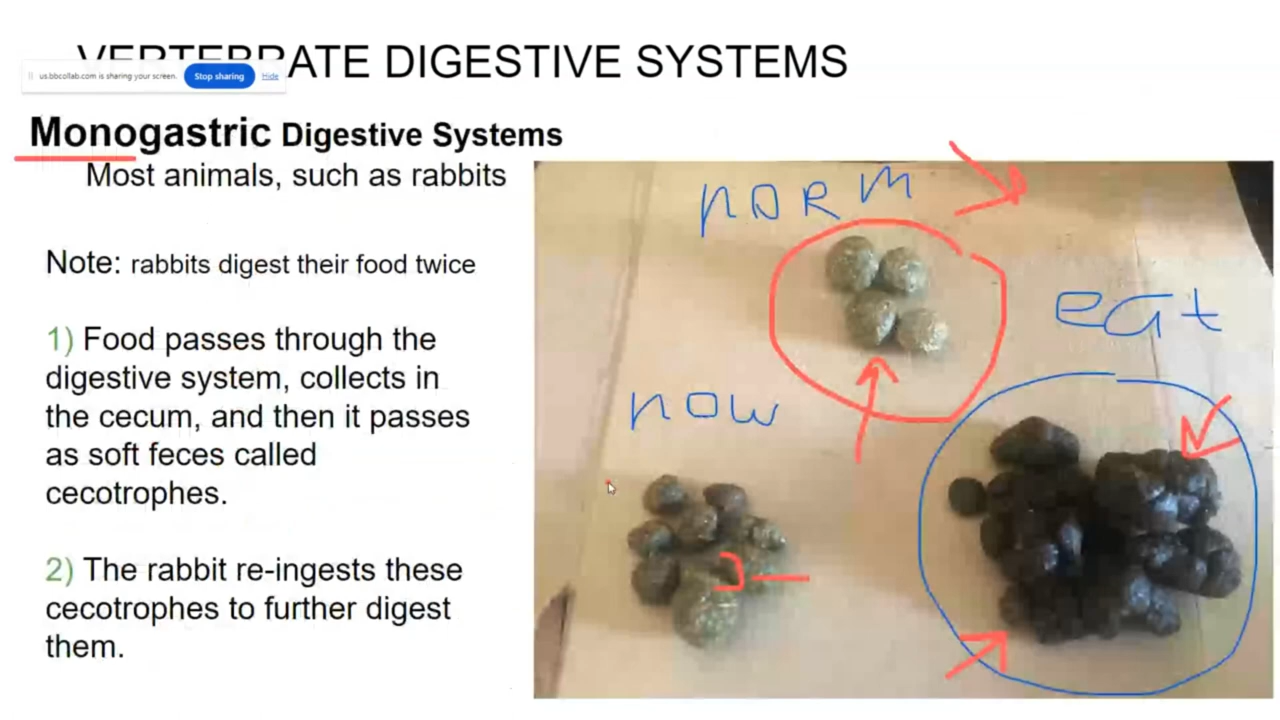 VERTEBRATE DIGESTIVE SYSTEMS
us.bbcollab.com is sharing your screen. Stop sharing Hide
Monogastric Digestive Systems
Most animals, such as rabbits
Note: rabbits digest their food twice
1) Food passes through the
digestive system, collects in
the cecum, and then it passes
as soft feces called
cecotrophes.
2) The rabbit re-ingests these
cecotrophes to further digest
them.
NORM
eat
now